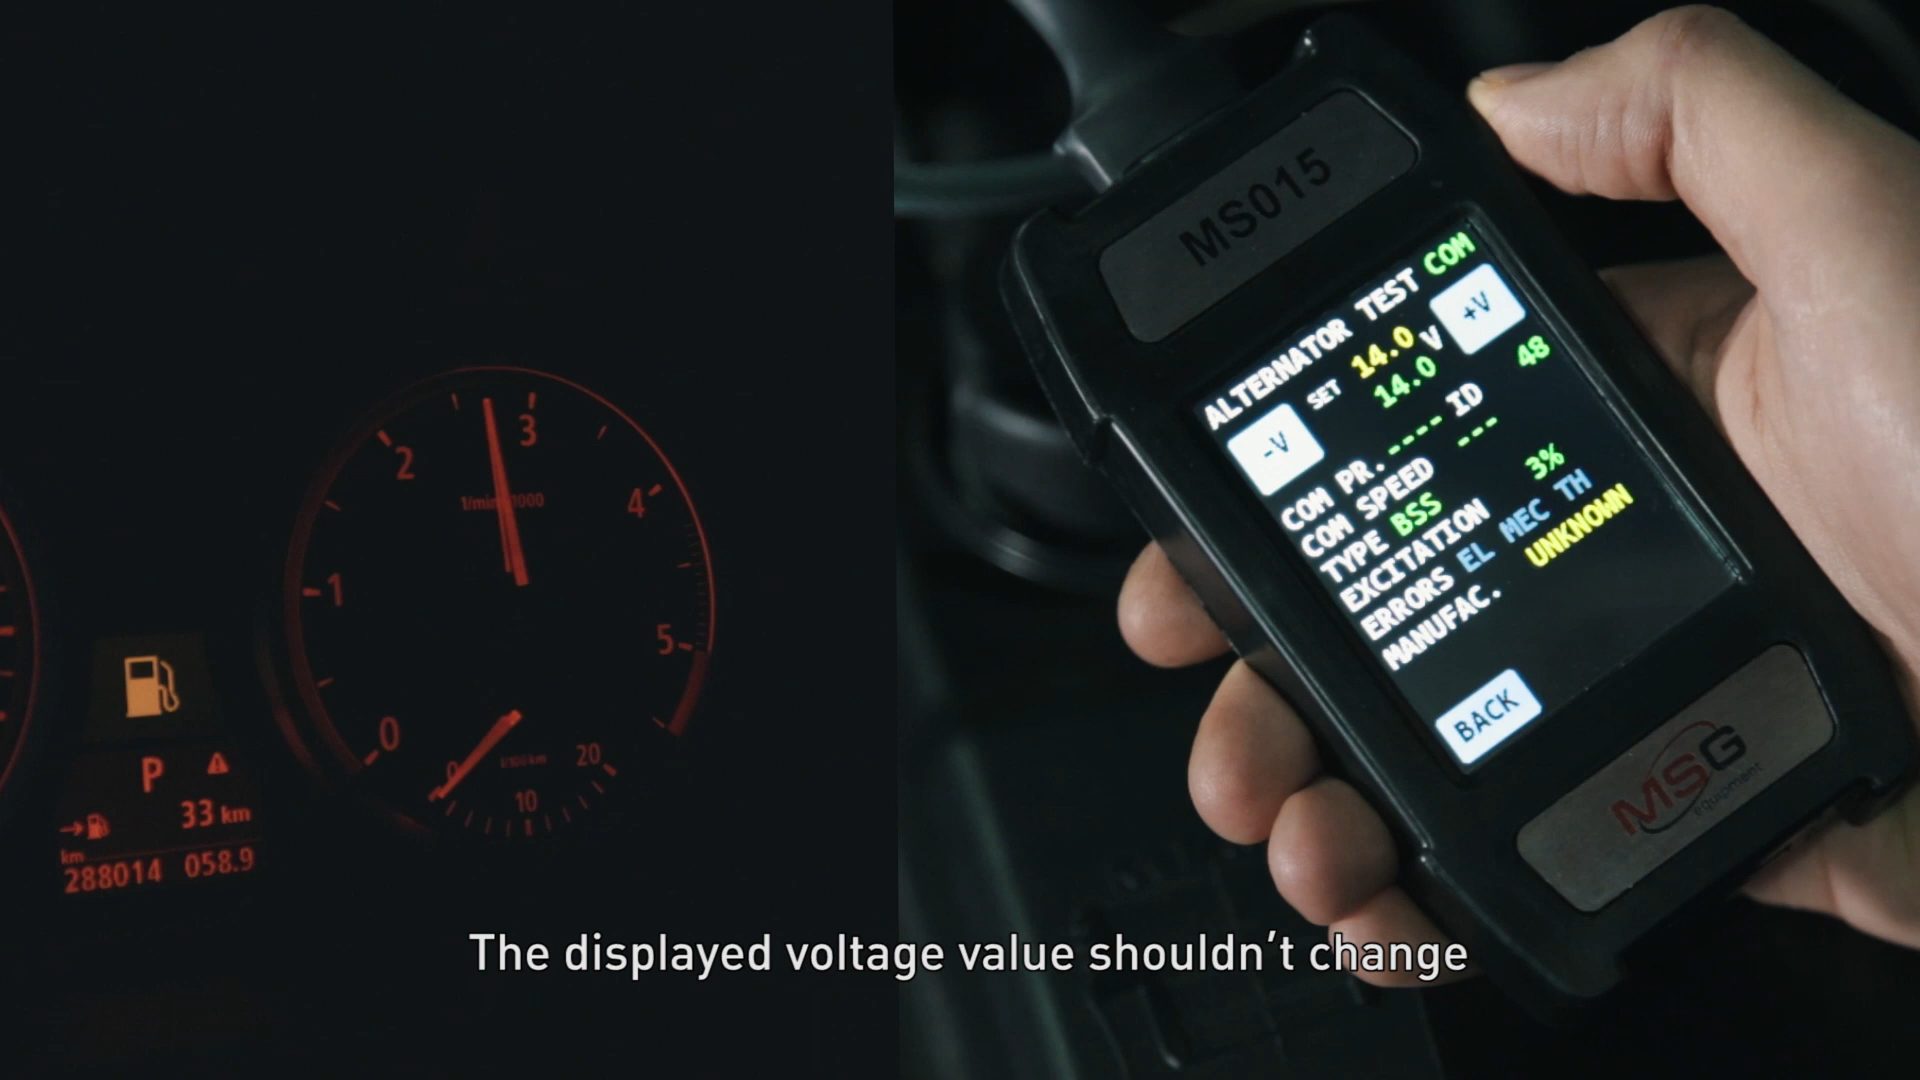 2
3
4
1
5
0
1/min x1000
P
33 km
km
288014 058.9
0
l/100km
20
10
MS015
ALTERNATOR TEST COM
-V
SET
14.0
V
+V
14.0
ID
48
COM PR. ----
COM SPEED ---
TYPE BSS
EXCITATION 3%
ERRORS EL MEC TH
MANUFAC. UNKNOWN
BACK
MSG
equipment
The displayed voltage value shouldn't change